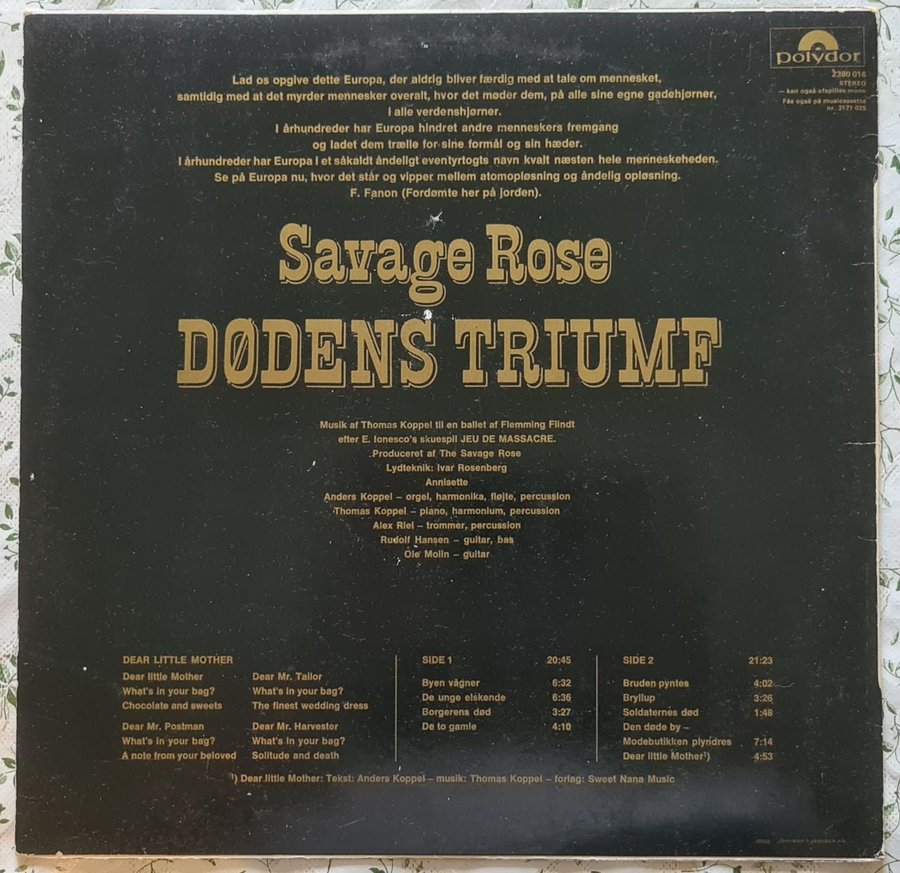 polydor
2380 016
STEREO
– kan også afspilles mono
Fås også på musicassette
nr. 3171 025
Lad os opgive dette Europa, der aldrig bliver færdig med at tale om mennesket,
samtidig med at det myrder mennesker overalt, hvor det møder dem, på alle sine egne gadehjørner,
i alle verdenshjørner.
I århundreder har Europa hindret andre menneskers fremgang
og ladet dem trælle for sine formål og sin hæder.
I århundreder har Europa i et såkaldt åndeligt eventyrtogts navn kvalt næsten hele menneskeheden.
Se på Europa nu, hvor det står og vipper mellem atomopløsning og åndelig opløsning.
F. Fanon (Fordømte her på jorden).
Savage Rose
DØDENS TRIUMF
Musik af Thomas Koppel til en ballet af Flemming Flindt
efter E. Ionesco's skuespil JEU DE MASSACRE.
Produceret af The Savage Rose
Lydteknik: Ivar Rosenberg
Annisette
Anders Koppel – orgel, harmonika, fløjte, percussion
Thomas Koppel – piano, harmonium, percussion
Alex Riel – trommer, percussion
Rudolf Hansen – guitar, bas
Ole Molin – guitar
DEAR LITTLE MOTHER
Dear little Mother
What's in your bag?
Chocolate and sweets
Dear Mr. Postman
What's in your bag?
A note from your beloved
Dear Mr. Tailor
What's in your bag?
The finest wedding dress
Dear Mr. Harvester
What's in your bag?
Solitude and death
SIDE 1 20:45
Byen vågner 6:32
De unge elskende 6:36
Borgerens død 3:27
De to gamle 4:10
SIDE 2 21:23
Bruden pyntes 4:02
Bryllup 3:26
Soldaternes død 1:48
Den døde by –
Modebutikken plyndres 7:14
Dear little Mother¹) 4:53
¹) Dear little Mother: Tekst: Anders Koppel – musik: Thomas Koppel – forlag: Sweet Nana Music